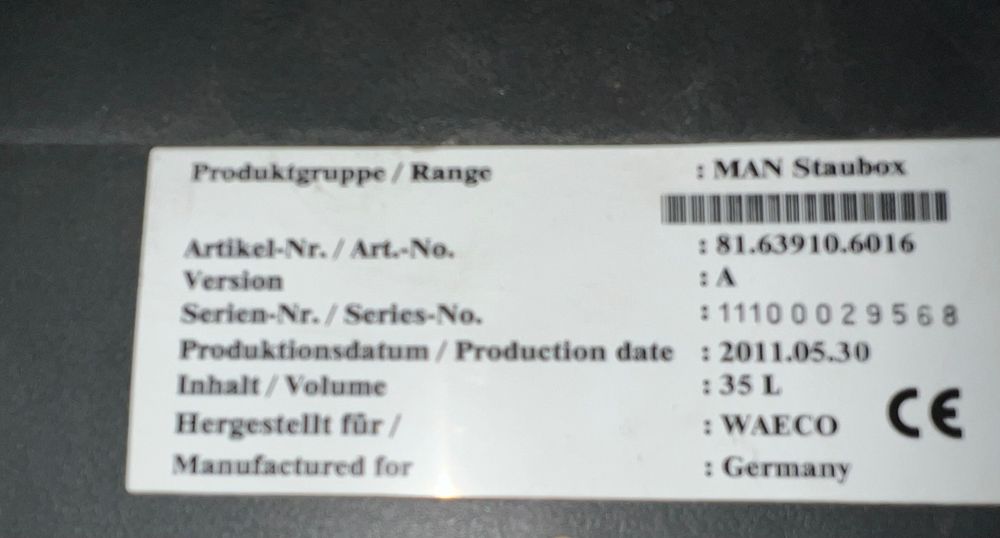 Produktgruppe / Range : MAN Staubox
Artikel-Nr. / Art.-No. : 81.63910.6016
Version : A
Serien-Nr. / Series-No. : 11100029568
Produktionsdatum / Production date : 2011.05.30
Inhalt / Volume : 35 L
Hergestellt für / : WAECO CE
Manufactured for : Germany